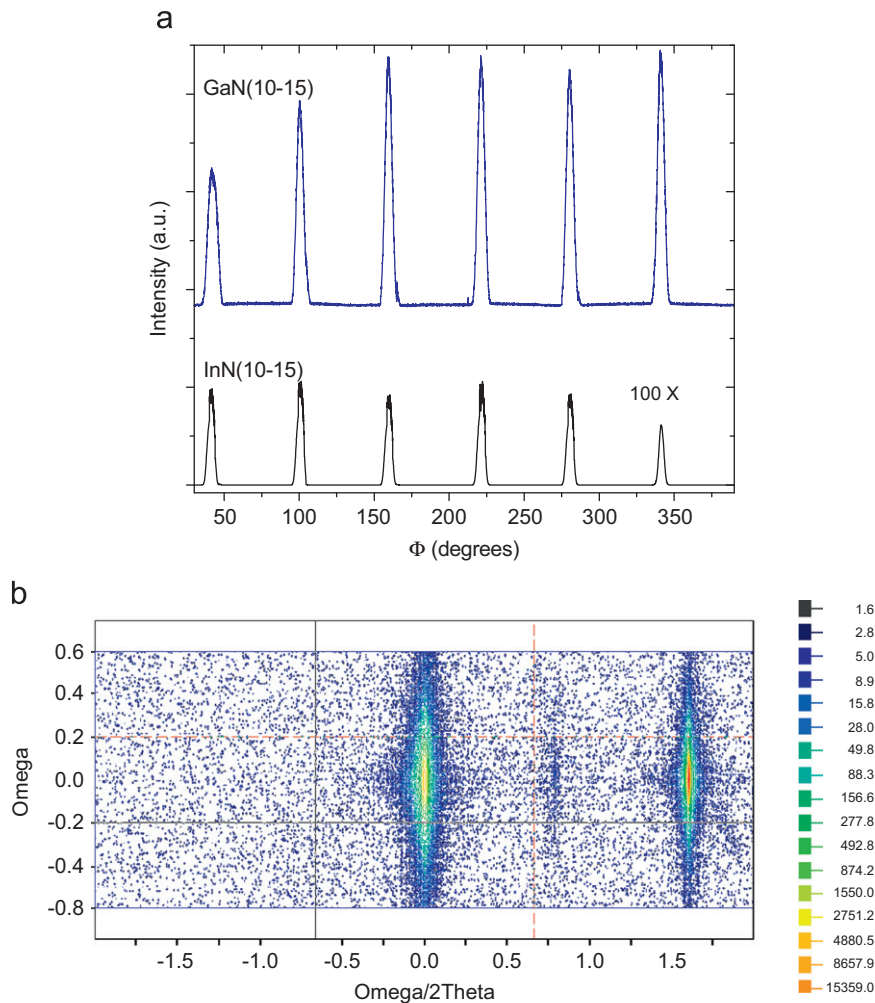 a
GaN(10-15)
Intensity (a.u.)
InN(10-15)
100 X
50 100 150 200 250 300 350
Φ (degrees)
b
0.6
0.4
0.2
0.0
-0.2
-0.4
-0.8
Omega
-1.5 -1.0 -0.5 0.0 0.5 1.0 1.5
Omega/2Theta
1.6
2.8
5.0
8.9
15.8
28.0
49.8
88.3
156.6
277.8
492.8
874.2
1550.0
2751.2
4880.5
8657.9
15359.0